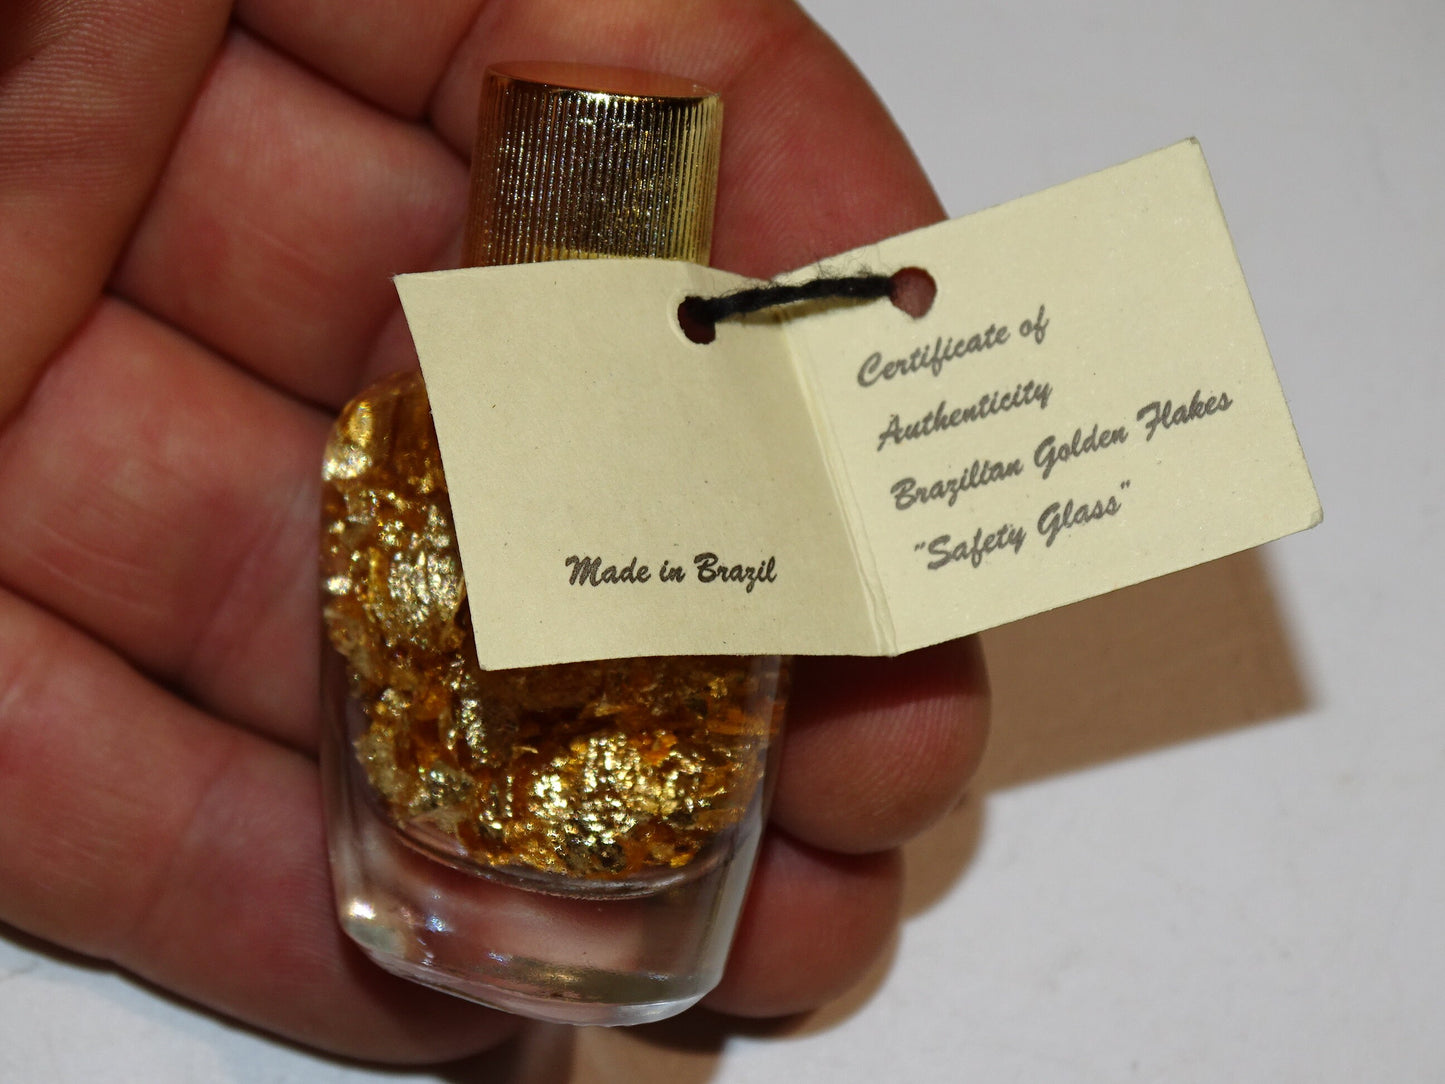 Made in Brazil
Certificate of
Authenticity
Brazilian Golden Flakes
"Safety Glass"